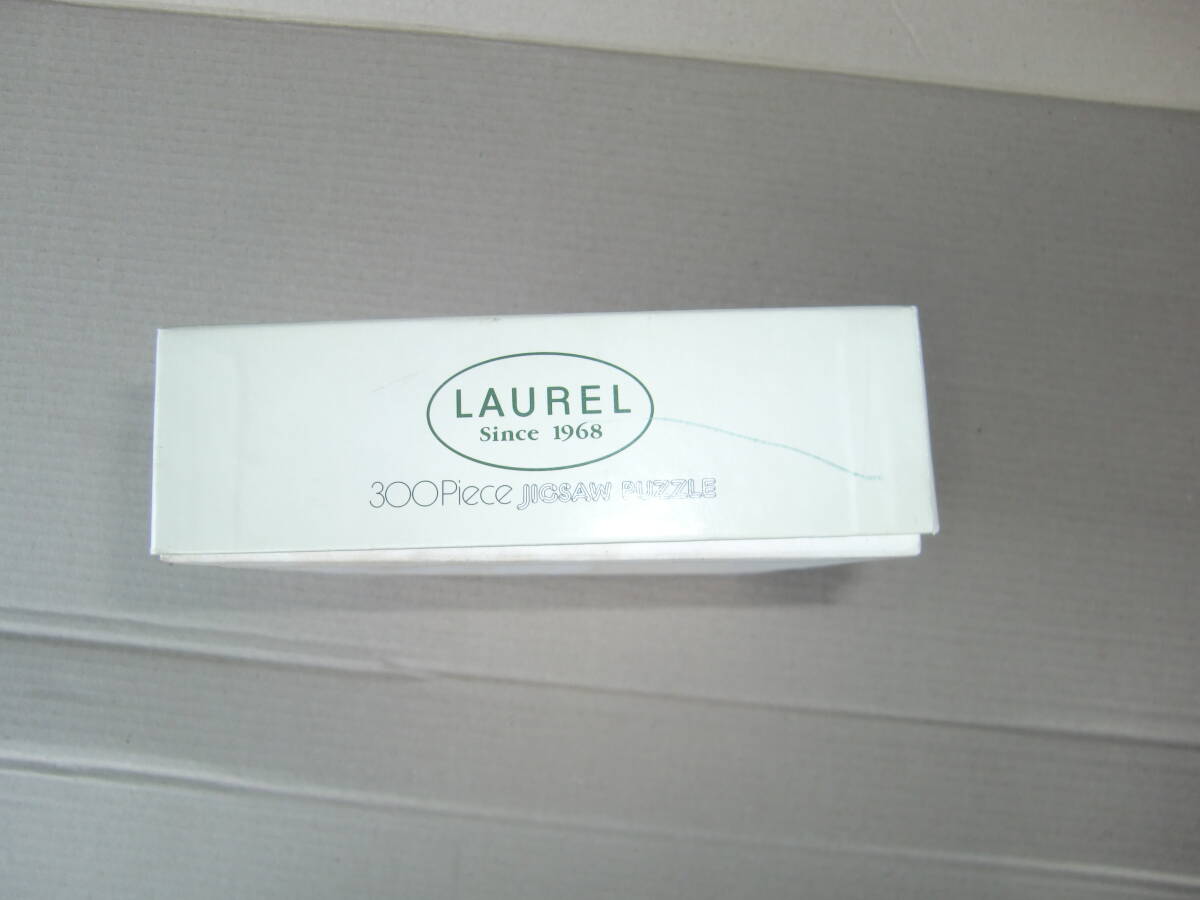 LAUREL
Since 1968
300Piece JIGSAW PUZZLE